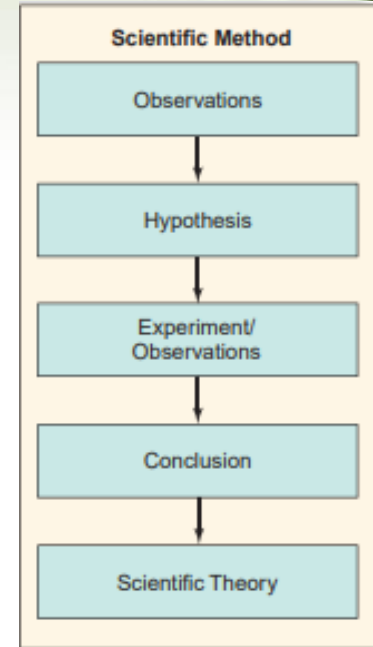 Scientific Method
Observations
Hypothesis
Experiment/
Observations
Conclusion
Scientific Theory